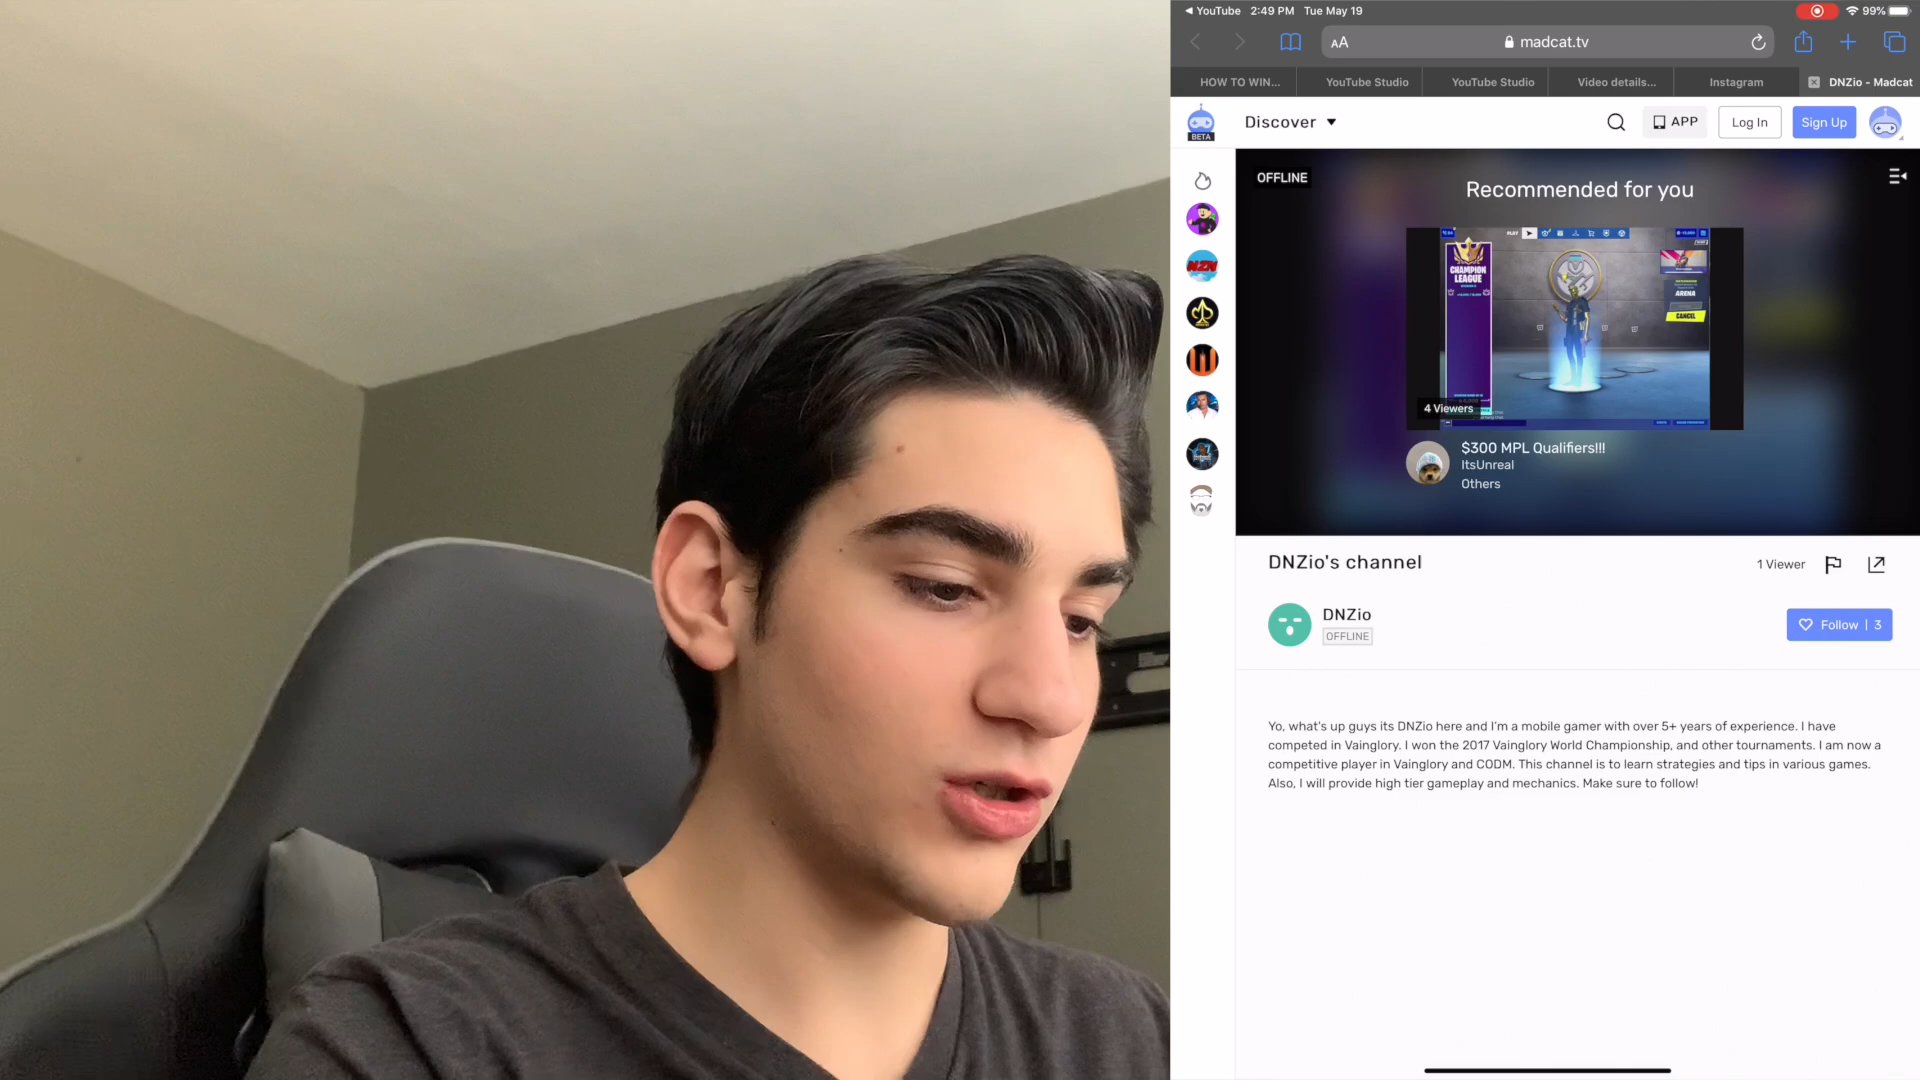 YouTube 2:49 PM Tue May 19
99%
AA madcat.tv
HOW TO WIN... YouTube Studio YouTube Studio Video details... Instagram DNZio - Madcat
BETA Discover APP Log In Sign Up
OFFLINE
Recommended for you
NZN
PLAY
CHAMPION
LEAGUE
ARENA
CANCEL
4 Viewers
$300 MPL Qualifiers!!!
ItsUnreal
Others
DNZio's channel
1 Viewer
DNZio
OFFLINE
Follow | 3
Yo, what's up guys its DNZio here and I'm a mobile gamer with over 5+ years of experience. I have
competed in Vainglory. I won the 2017 Vainglory World Championship, and other tournaments. I am now a
competitive player in Vainglory and CODM. This channel is to learn strategies and tips in various games.
Also, I will provide high tier gameplay and mechanics. Make sure to follow!